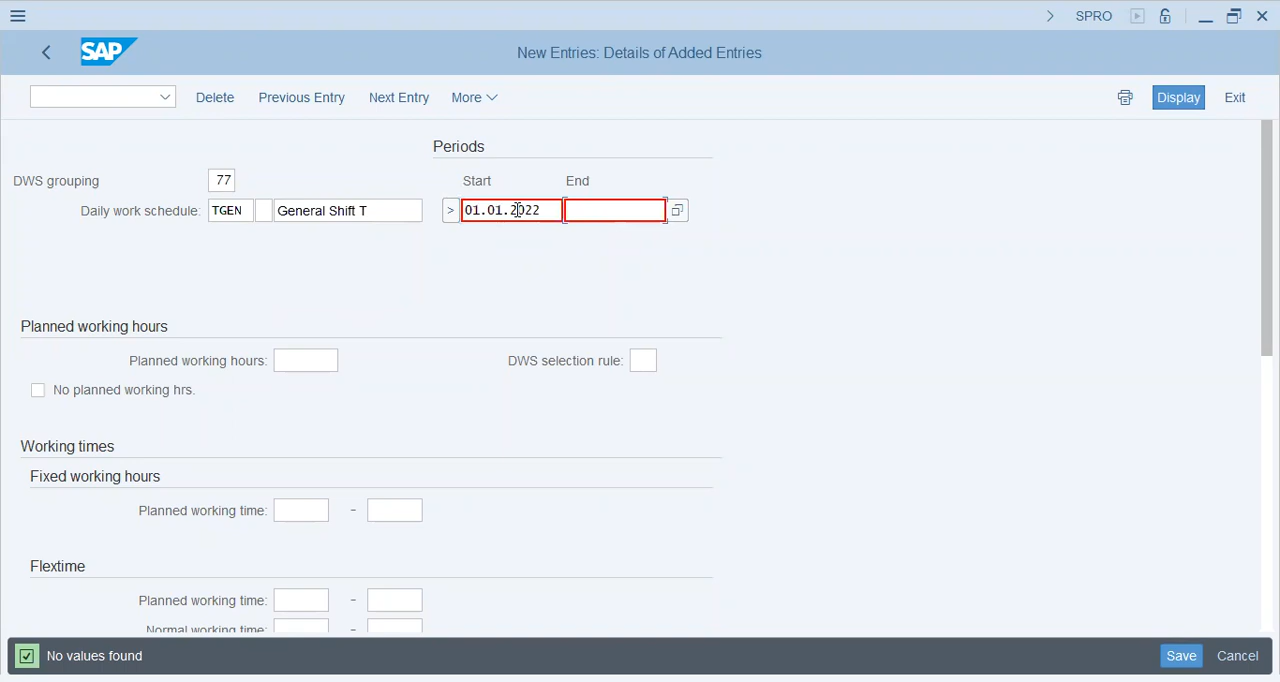 > SPRO
SAP New Entries: Details of Added Entries
Delete Previous Entry Next Entry More Display Exit
Periods
DWS grouping 77 Start End
Daily work schedule: TGEN General Shift T > 01.01.2022
Planned working hours
Planned working hours: DWS selection rule:
No planned working hrs.
Working times
Fixed working hours
Planned working time: -
Flextime
Planned working time: -
Normal working time: -
No values found Save Cancel